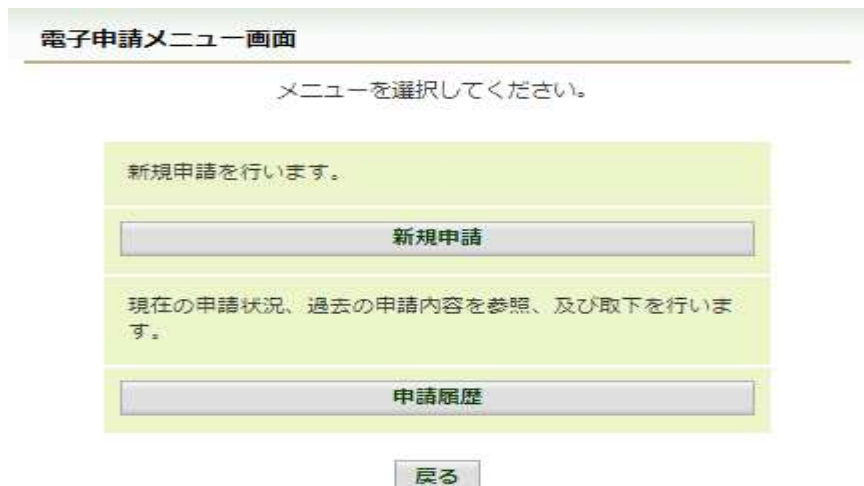 電子申請メニュー画面
メニューを選択してください。
新規申請を行います。
新規申請
現在の申請状況、過去の申請内容を参照、及び取下を行いま
す。
申請履歴
戻る